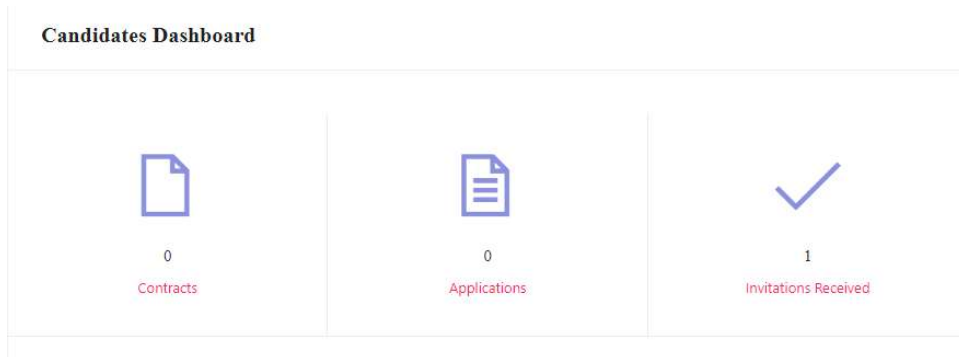 Candidates Dashboard
0
Contracts
0
Applications
1
Invitations Received